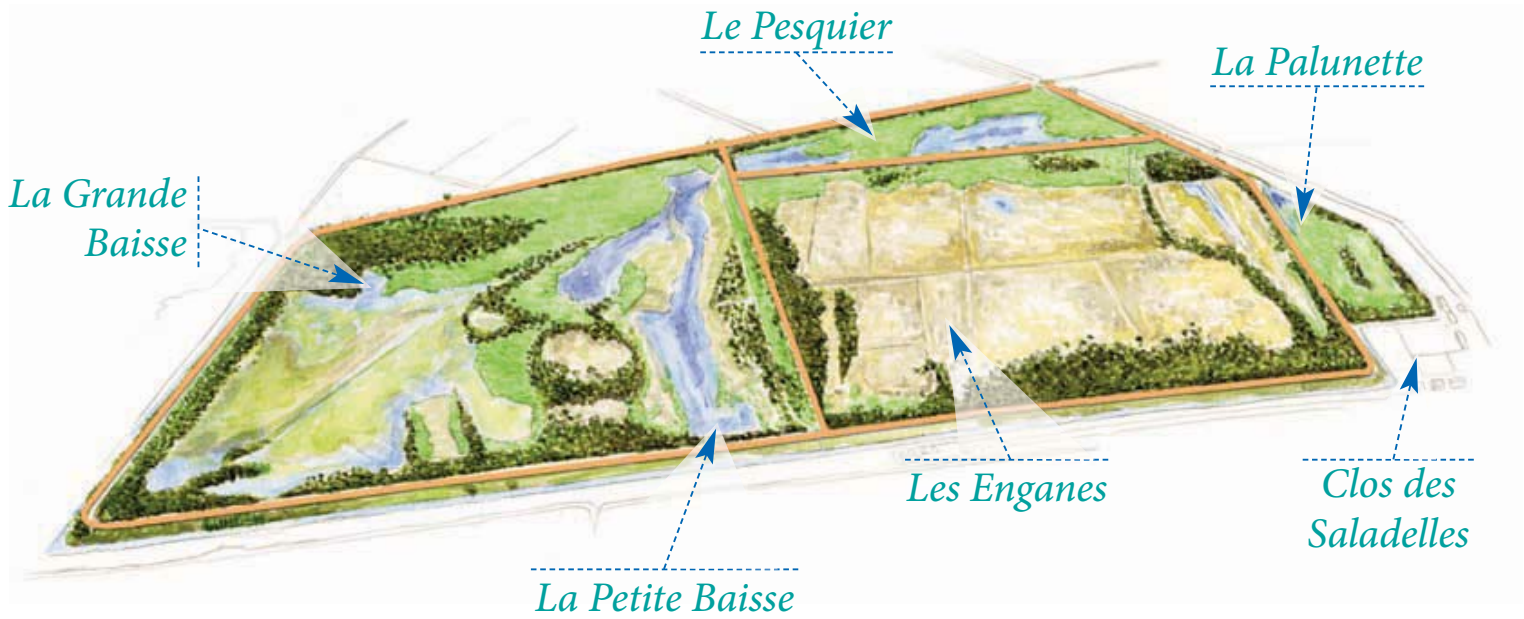 Le Pesquier
La Palunette
La Grande
Baisse
Les Enganes
Clos des
Saladelles
La Petite Baisse